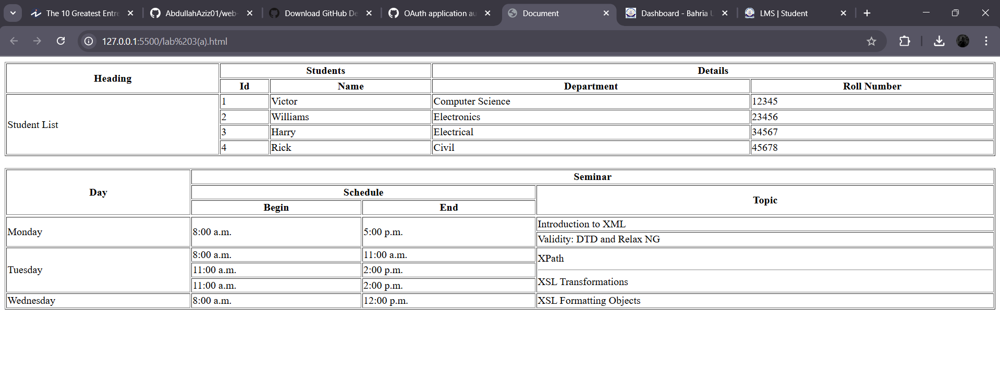 The 10 Greatest Entre
AbdullahAziz01/web-
Download GitHub De
OAuth application au
Document
Dashboard - Bahria U
LMS | Student
127.0.0.1:5500/lab%203(a).html
Heading Students Details
Id Name Department Roll Number
Student List 1 Victor Computer Science 12345
2 Williams Electronics 23456
3 Harry Electrical 34567
4 Rick Civil 45678
Day Seminar
Schedule Topic
Begin End
Monday 8:00 a.m. 5:00 p.m. Introduction to XML
Validity: DTD and Relax NG
Tuesday 8:00 a.m. 11:00 a.m. XPath
11:00 a.m. 2:00 p.m.
11:00 a.m. 2:00 p.m. XSL Transformations
Wednesday 8:00 a.m. 12:00 p.m. XSL Formatting Objects